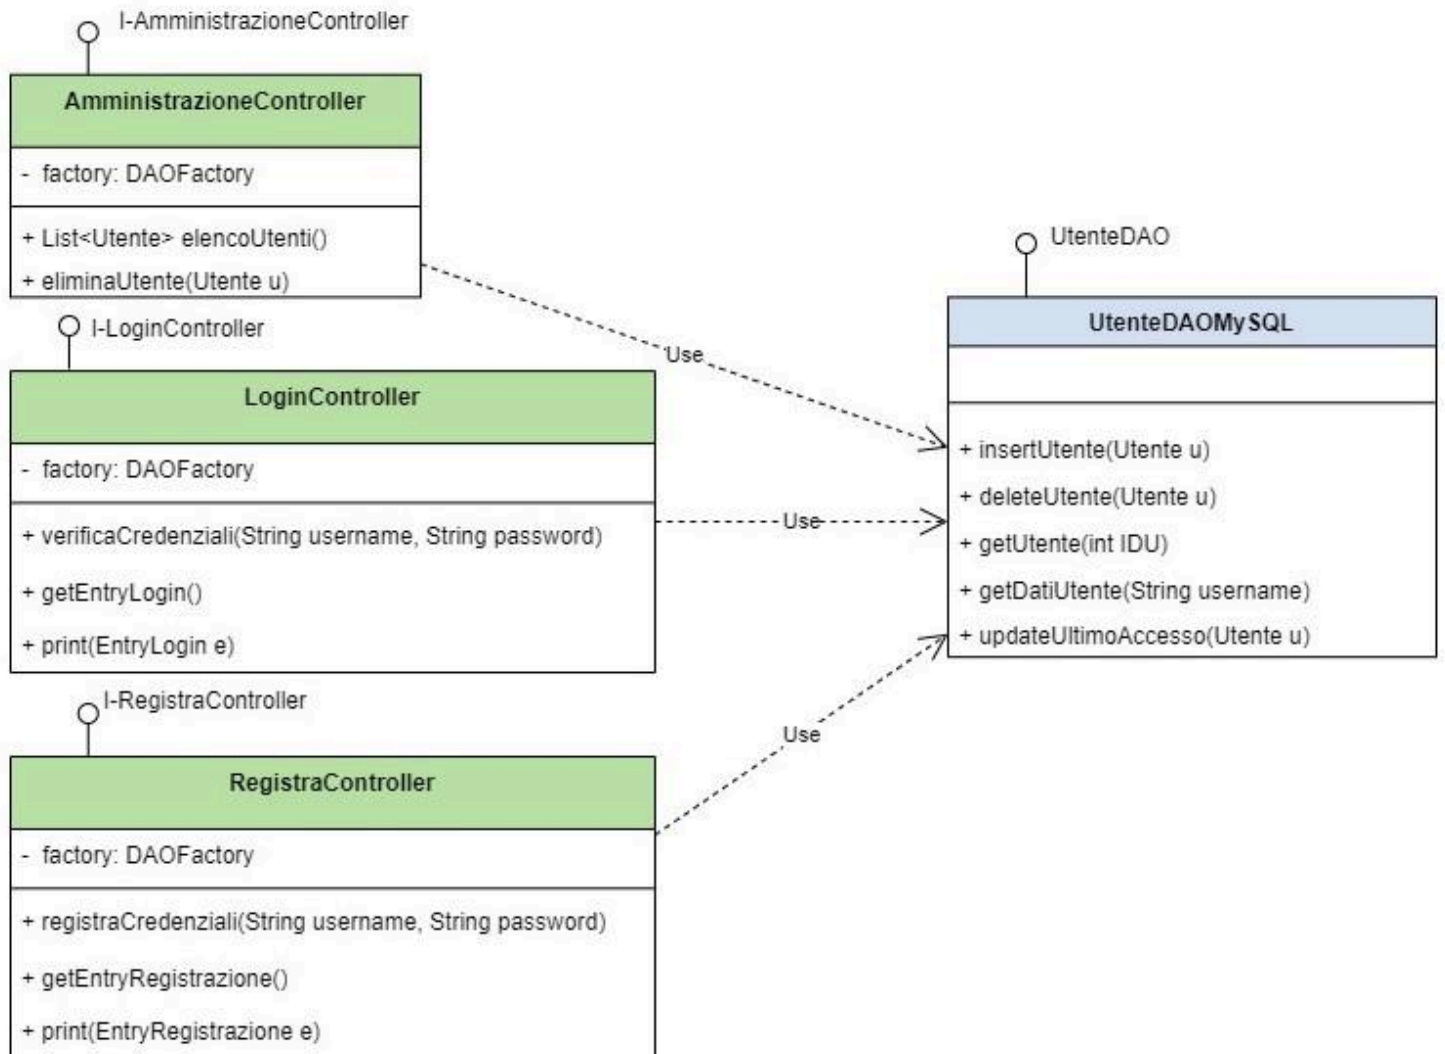 I-AmministrazioneController
AmministrazioneController
- factory: DAOFactory
+ List<Utente> elencoUtenti()
+ eliminaUtente(Utente u)
I-LoginController
LoginController
- factory: DAOFactory
+ verificaCredenziali(String username, String password)
+ getEntryLogin()
+ print(EntryLogin e)
I-RegistraController
RegistraController
- factory: DAOFactory
+ registraCredenziali(String username, String password)
+ getEntryRegistrazione()
+ print(EntryRegistrazione e)
Use
Use
Use
UtenteDAO
UtenteDAOMySQL
+ insertUtente(Utente u)
+ deleteUtente(Utente u)
+ getUtente(int IDU)
+ getDatiUtente(String username)
+ updateUltimoAccesso(Utente u)